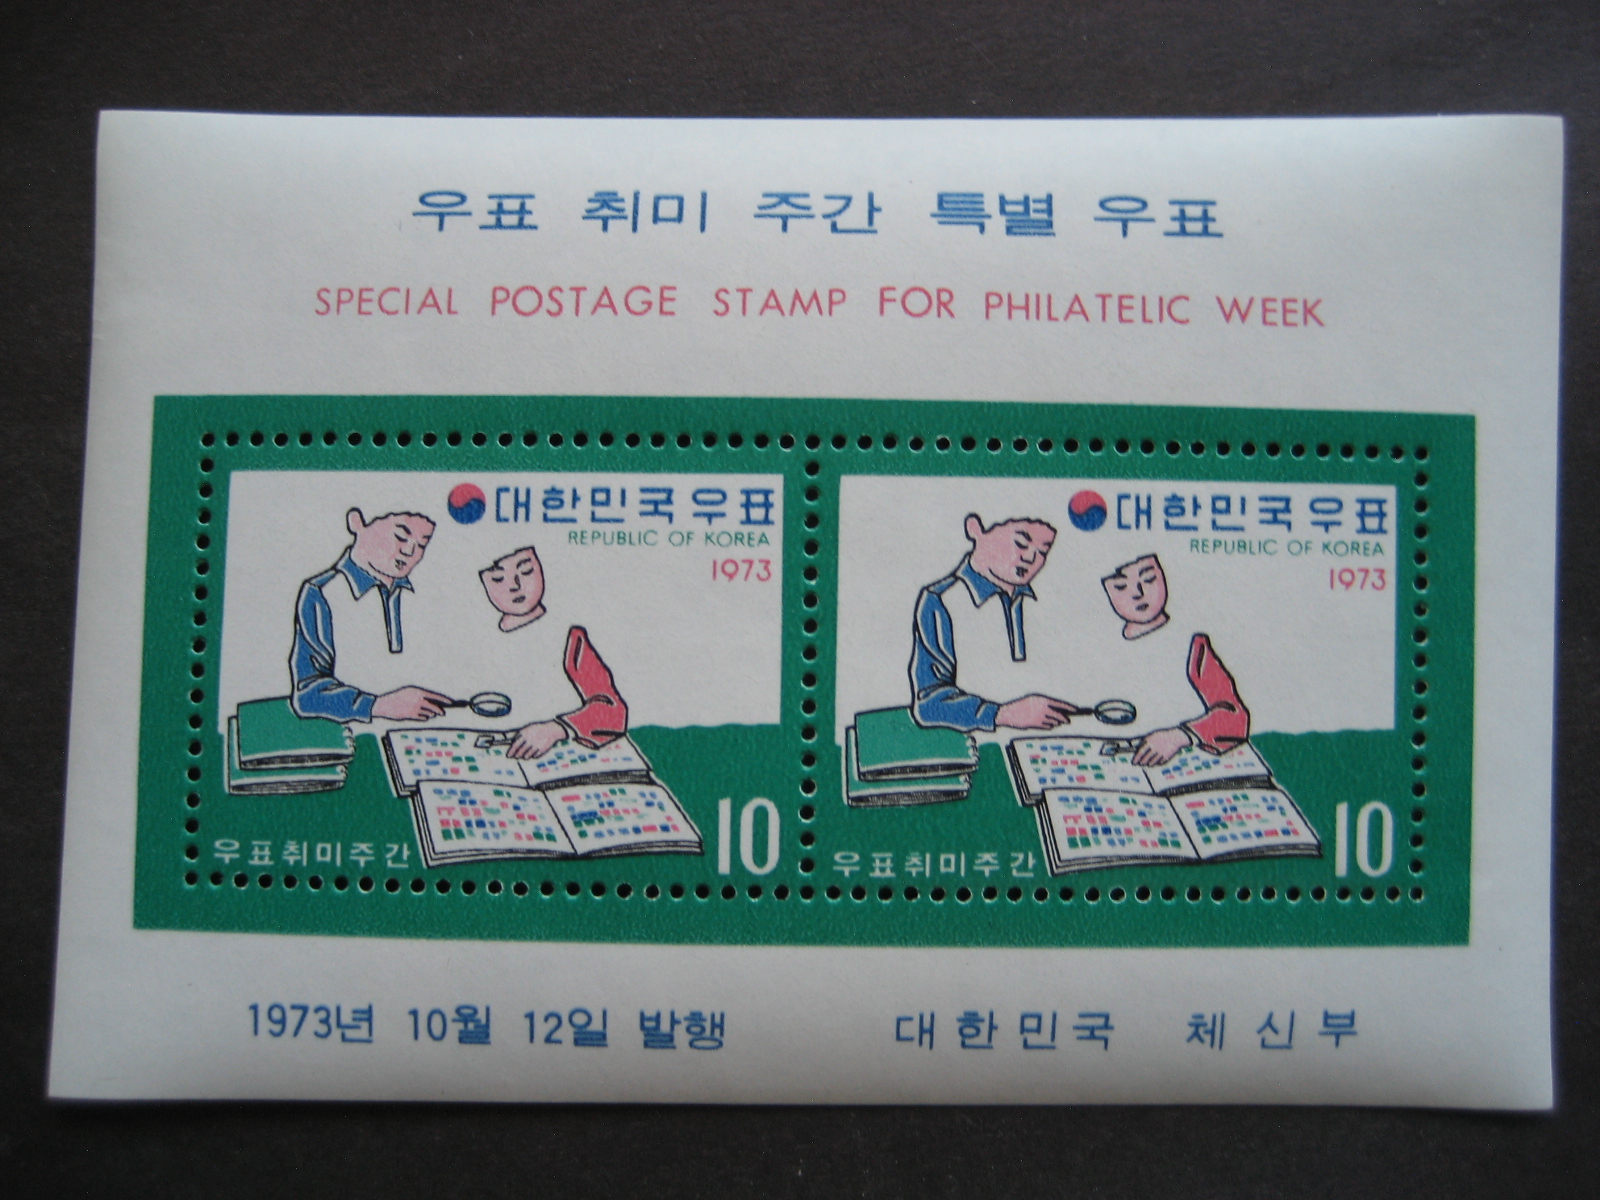 우표 취미 주간 특별 우표
SPECIAL POSTAGE STAMP FOR PHILATELIC WEEK
대한민국우표
REPUBLIC OF KOREA
1973
우표취미주간
10
대한민국우표
REPUBLIC OF KOREA
1973
우표취미주간
10
1973년 10월 12일 발행
대한민국 체신부